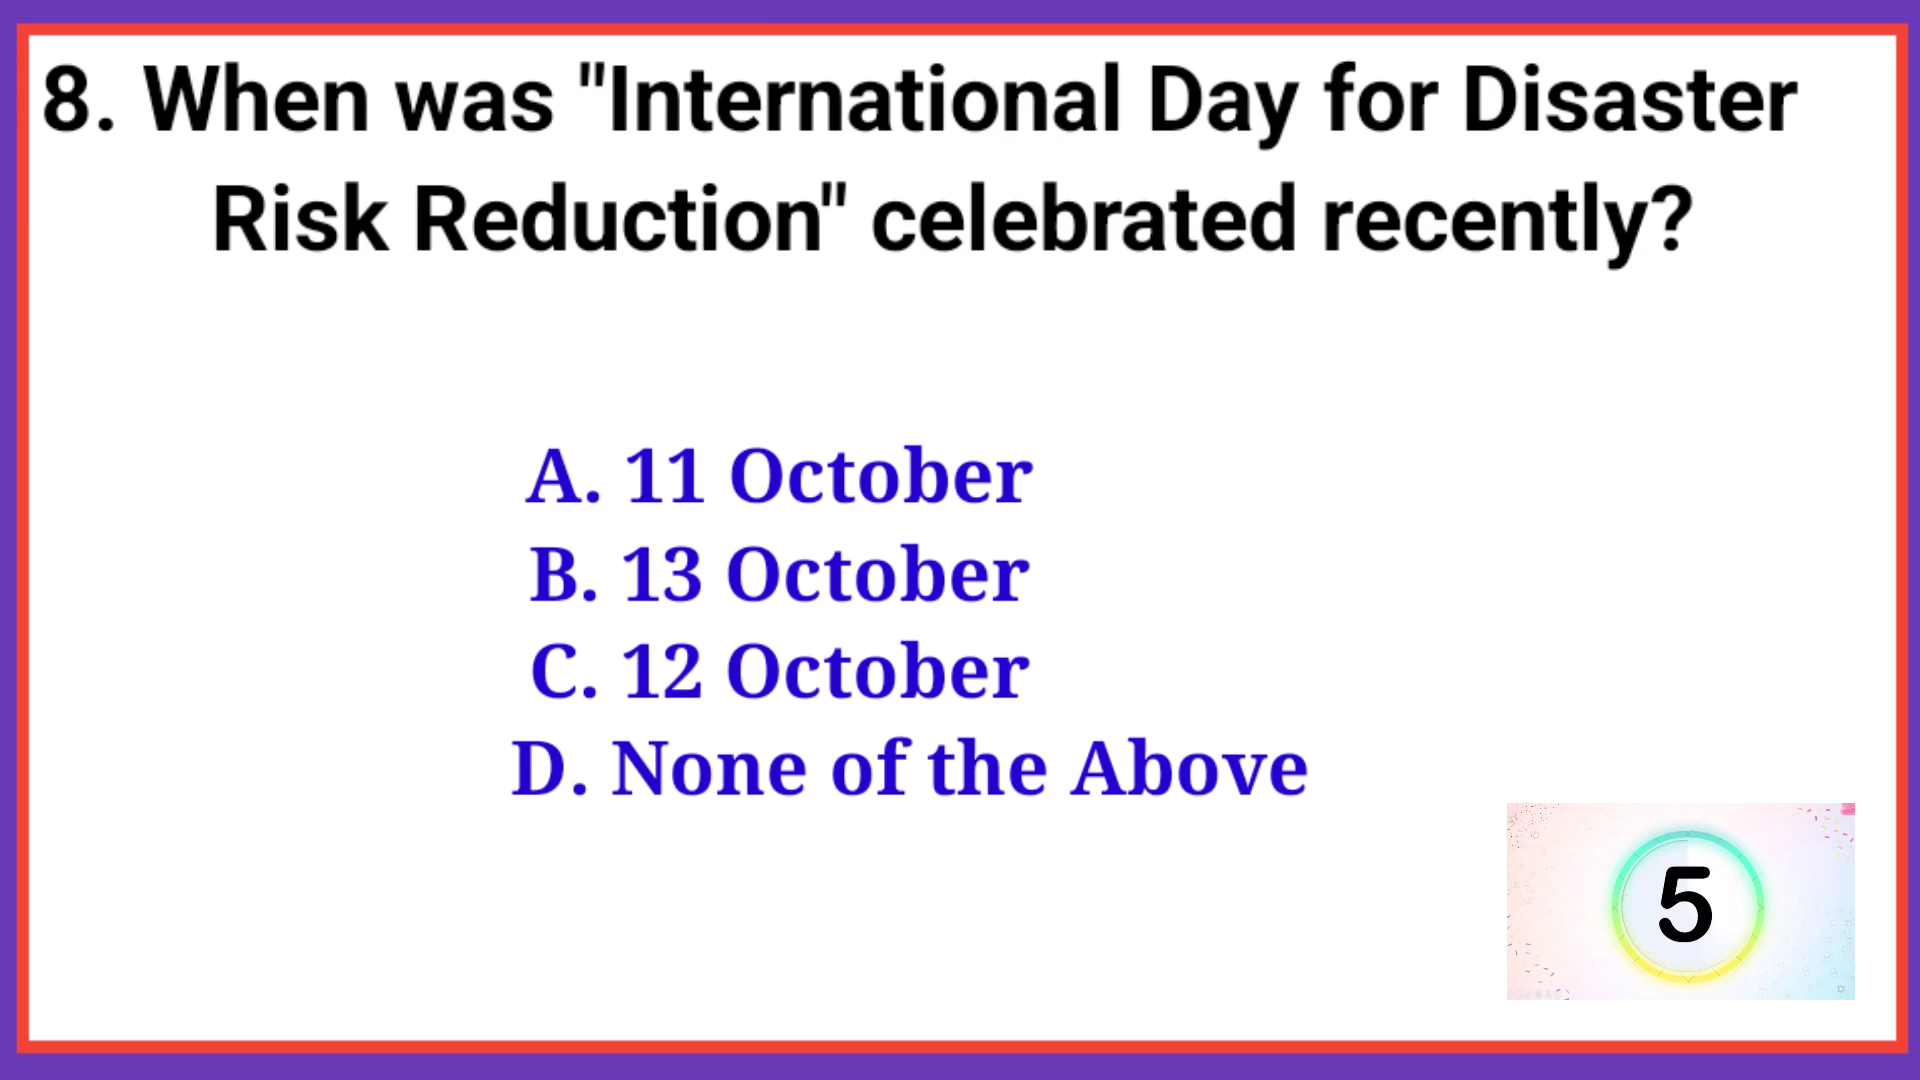 8. When was "International Day for Disaster
Risk Reduction" celebrated recently?
A. 11 October
B. 13 October
C. 12 October
D. None of the Above
5